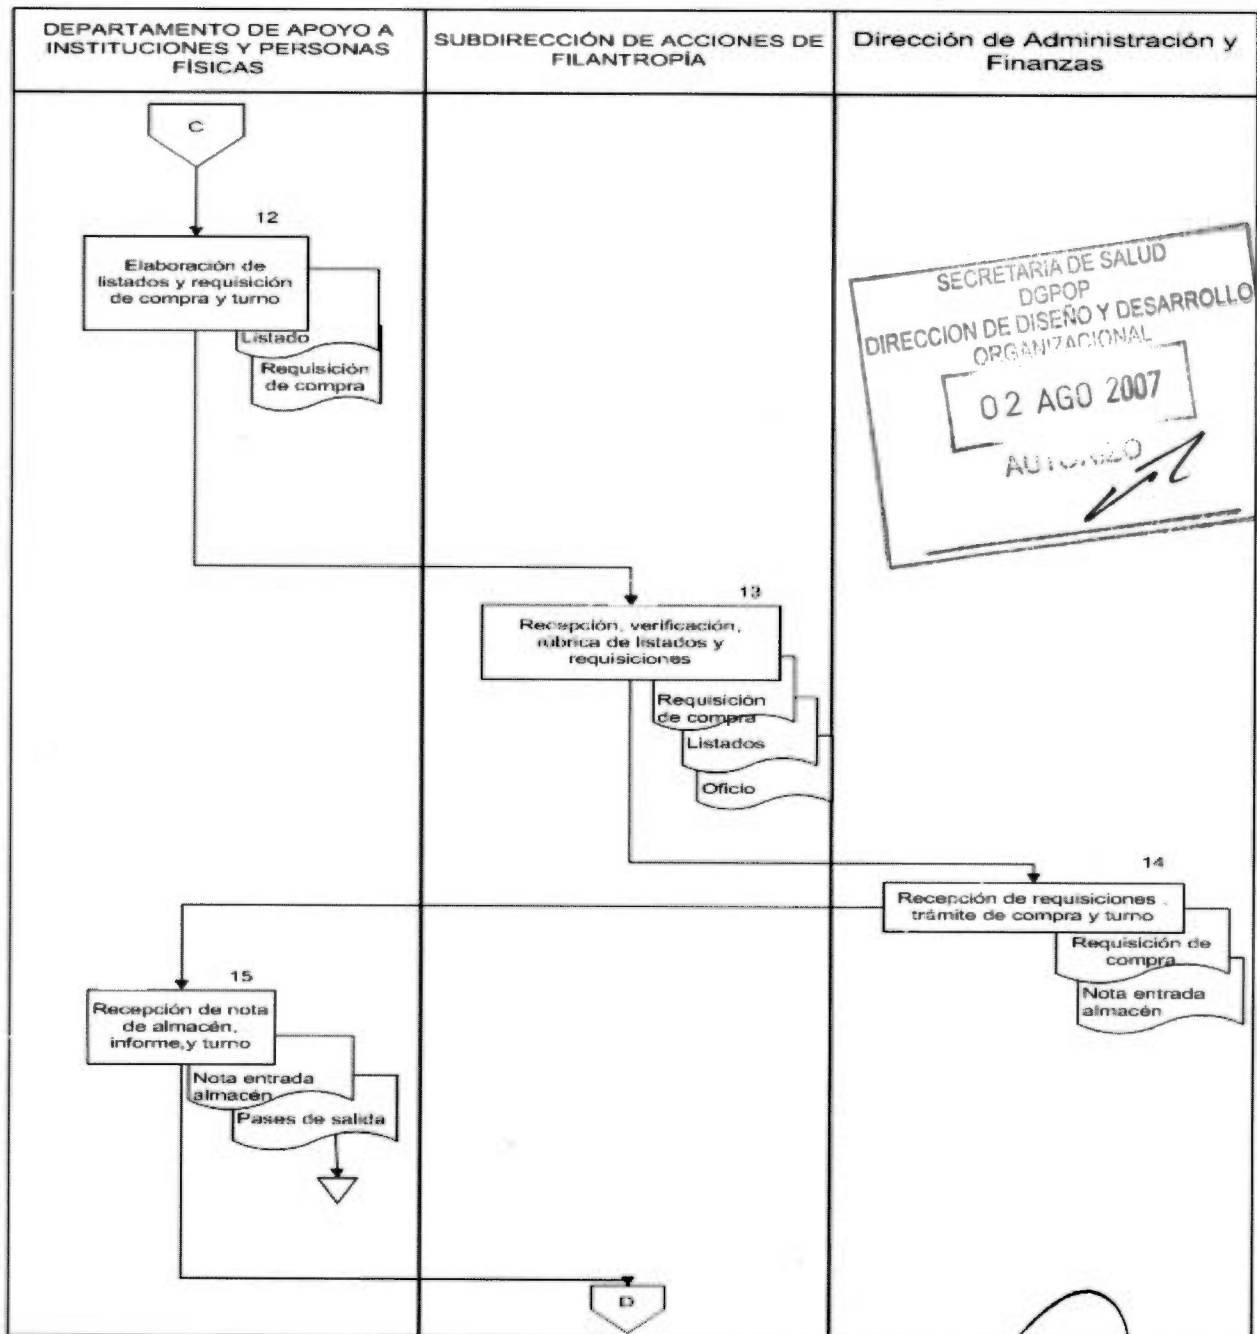 DEPARTAMENTO DE APOYO A
INSTITUCIONES Y PERSONAS
FÍSICAS
SUBDIRECCIÓN DE ACCIONES DE
FILANTROPÍA
Dirección de Administración y
Finanzas
C
12
Elaboración de
listados y requisición
de compra y turno
Listado
Requisición
de compra
SECRETARIA DE SALUD
DGPOP
DIRECCION DE DISEÑO Y DESARROLLO
ORGANIZACIONAL
02 AGO 2007
AUTORIZO
13
Recepción, verificación,
rúbrica de listados y
requisiciones
Requisición
de compra
Listados
Oficio
14
Recepción de requisiciones
trámite de compra y turno
Requisición de
compra
Nota entrada
almacén
15
Recepción de nota
de almacén,
informe,y turno
Nota entrada
almacén
Pases de salida
D